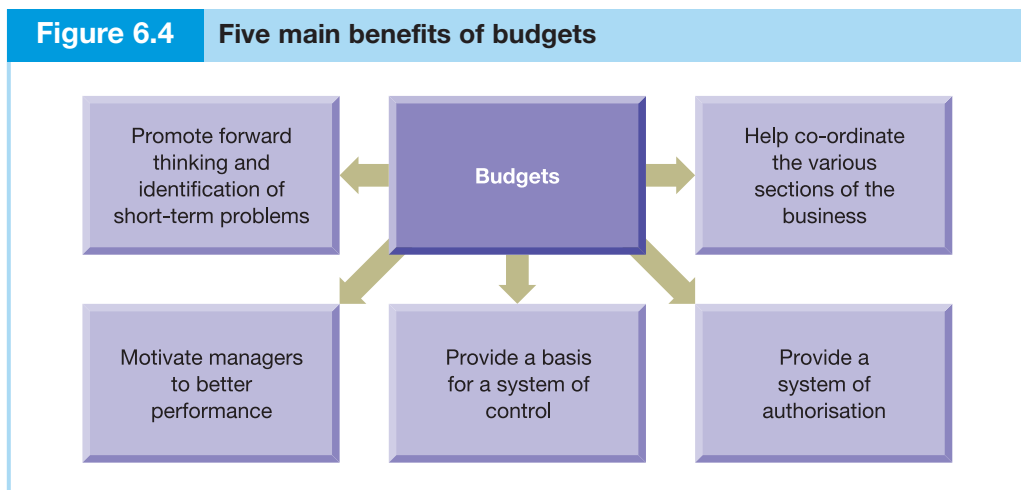 Figure 6.4 Five main benefits of budgets
Promote forward
thinking and
identification of
short-term problems
Budgets
Help co-ordinate
the various
sections of the
business
Motivate managers
to better
performance
Provide a basis
for a system of
control
Provide a
system of
authorisation